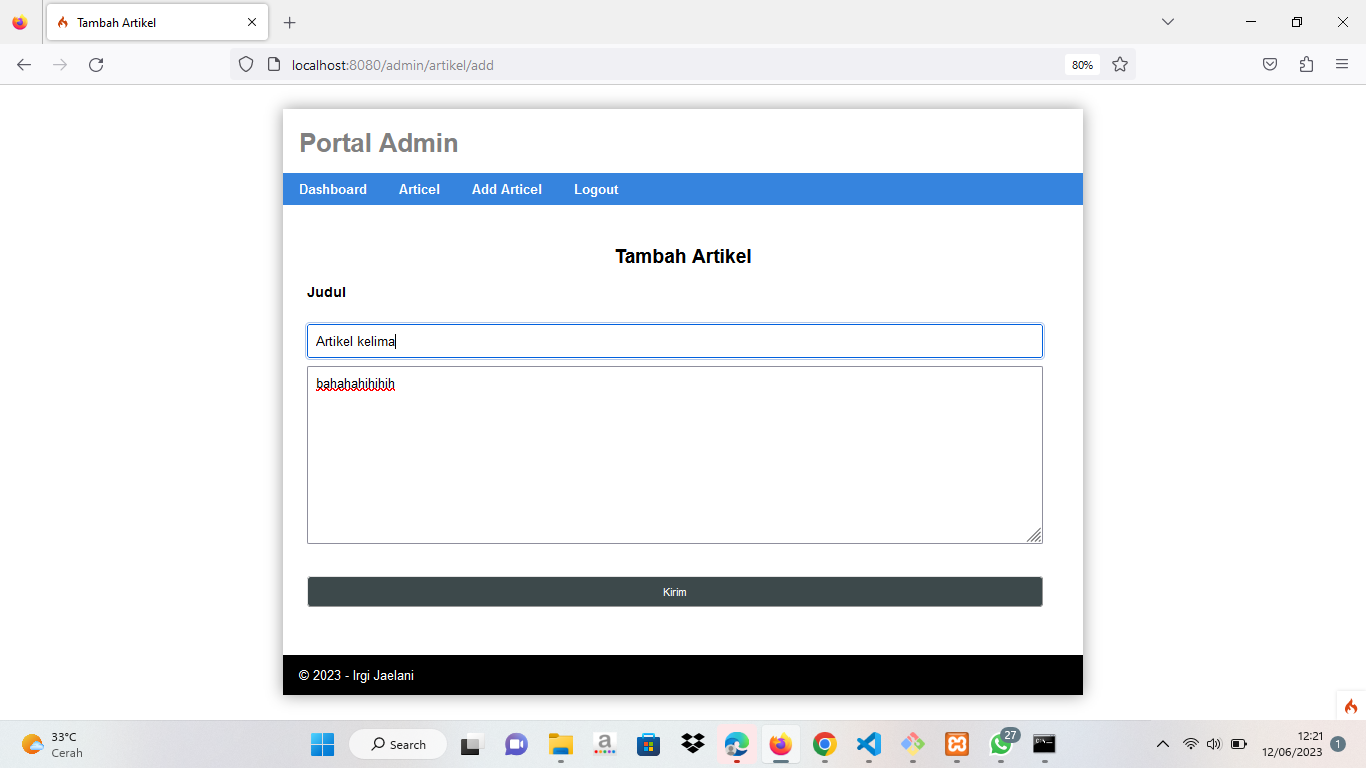 Tambah Artikel
localhost:8080/admin/artikel/add
80%
Portal Admin
Dashboard Articel Add Articel Logout
Tambah Artikel
Judul
Artikel kelima
bahahahihihih
Kirim
© 2023 - Irgi Jaelani
33°C
Cerah
Search
a
27
12:21
12/06/2023
1